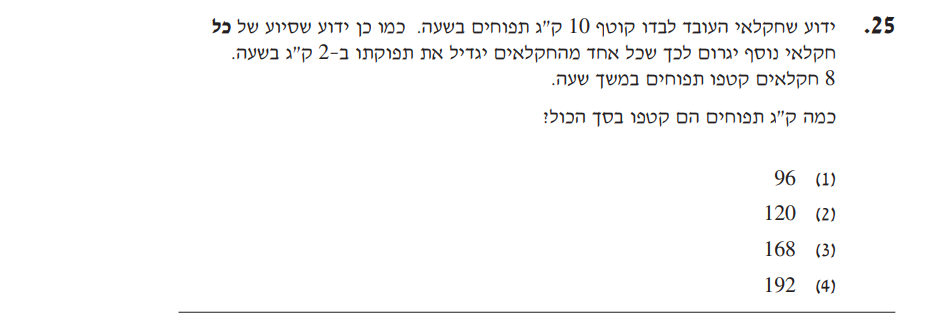 25. ידוע שחקלאי העובד לבדו קוטף 10 ק"ג תפוחים בשעה. כמו כן ידוע שסיוע של כל
חקלאי נוסף יגרום לכך שכל אחד מהחקלאים יגדיל את תפוקתו ב-2 ק"ג בשעה.
8 חקלאים קטפו תפוחים במשך שעה.
כמה ק"ג תפוחים הם קטפו בסך הכול?
(1) 96
(2) 120
(3) 168
(4) 192